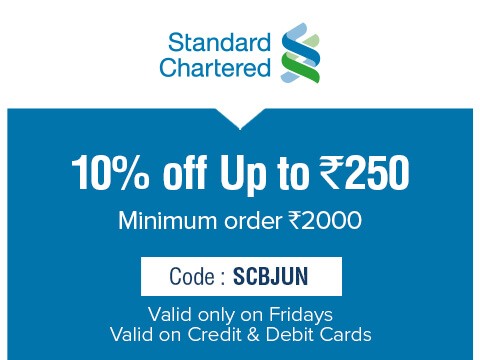 Standard
Chartered
10% off Up to ₹250
Minimum order ₹2000
Code : SCBJUN
Valid only on Fridays
Valid on Credit & Debit Cards